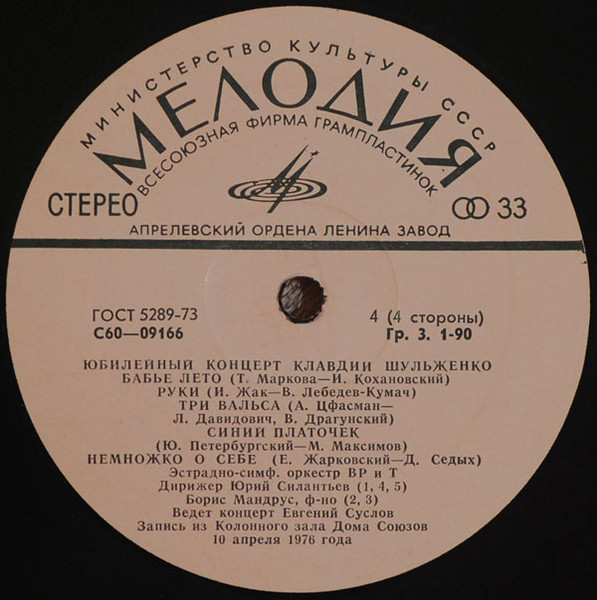 МИНИСТЕРСТВО КУЛЬТУРЫ СССР
МЕЛОДИЯ
ВСЕСОЮЗНАЯ ФИРМА ГРАМПЛАСТИНОК
СТЕРЕО
33
АПРЕЛЕВСКИЙ ОРДЕНА ЛЕНИНА ЗАВОД
ГОСТ 5289-73
С60—09166
4 (4 стороны)
Гр. 3. 1-90
ЮБИЛЕЙНЫЙ КОНЦЕРТ КЛАВДИИ ШУЛЬЖЕНКО
БАБЬЕ ЛЕТО (Т. Маркова—И. Кохановский)
РУКИ (И. Жак—В. Лебедев-Кумач)
ТРИ ВАЛЬСА (А. Цфасман—
Л. Давидович, В. Драгунский)
СИНИЙ ПЛАТОЧЕК
(Ю. Петербургский—М. Максимов)
НЕМНОЖКО О СЕБЕ (Е. Жарковский—Д. Седых)
Эстрадно-симф. оркестр ВР и Т
Дирижер Юрий Силантьев (1, 4, 5)
Борис Мандрус, ф-но (2, 3)
Ведет концерт Евгений Суслов
Запись из Колонного зала Дома Союзов
10 апреля 1976 года